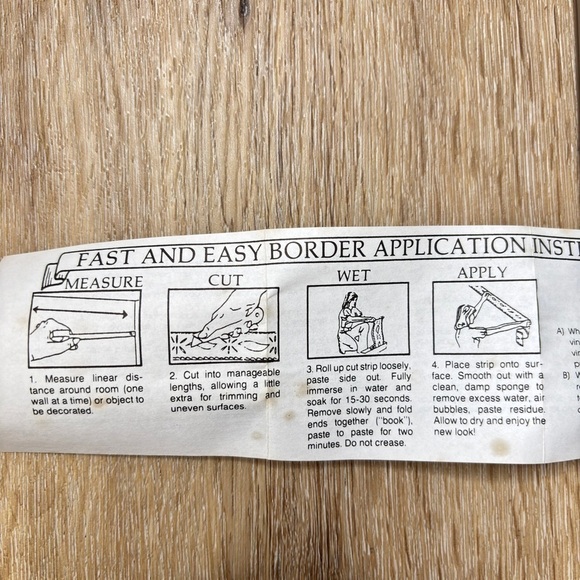 FAST AND EASY BORDER APPLICATION
MEASURE
1. Measure linear dis-
tance around room (one
wall at a time) or object to
be decorated.
CUT
2. Cut into manageable
lengths, allowing a little
extra for trimming and
uneven surfaces.
WET
3. Roll up cut strip loosely,
paste side out. Fully
immerse in water and
soak for 15-30 seconds.
Remove slowly and fold
ends together ("book"),
paste to paste for two
minutes. Do not crease.
APPLY
4. Place strip onto sur-
face. Smooth out with a
clean, damp sponge to
remove excess water, air
bubbles, paste residue.
Allow to dry and enjoy the
new look!
A)
B)